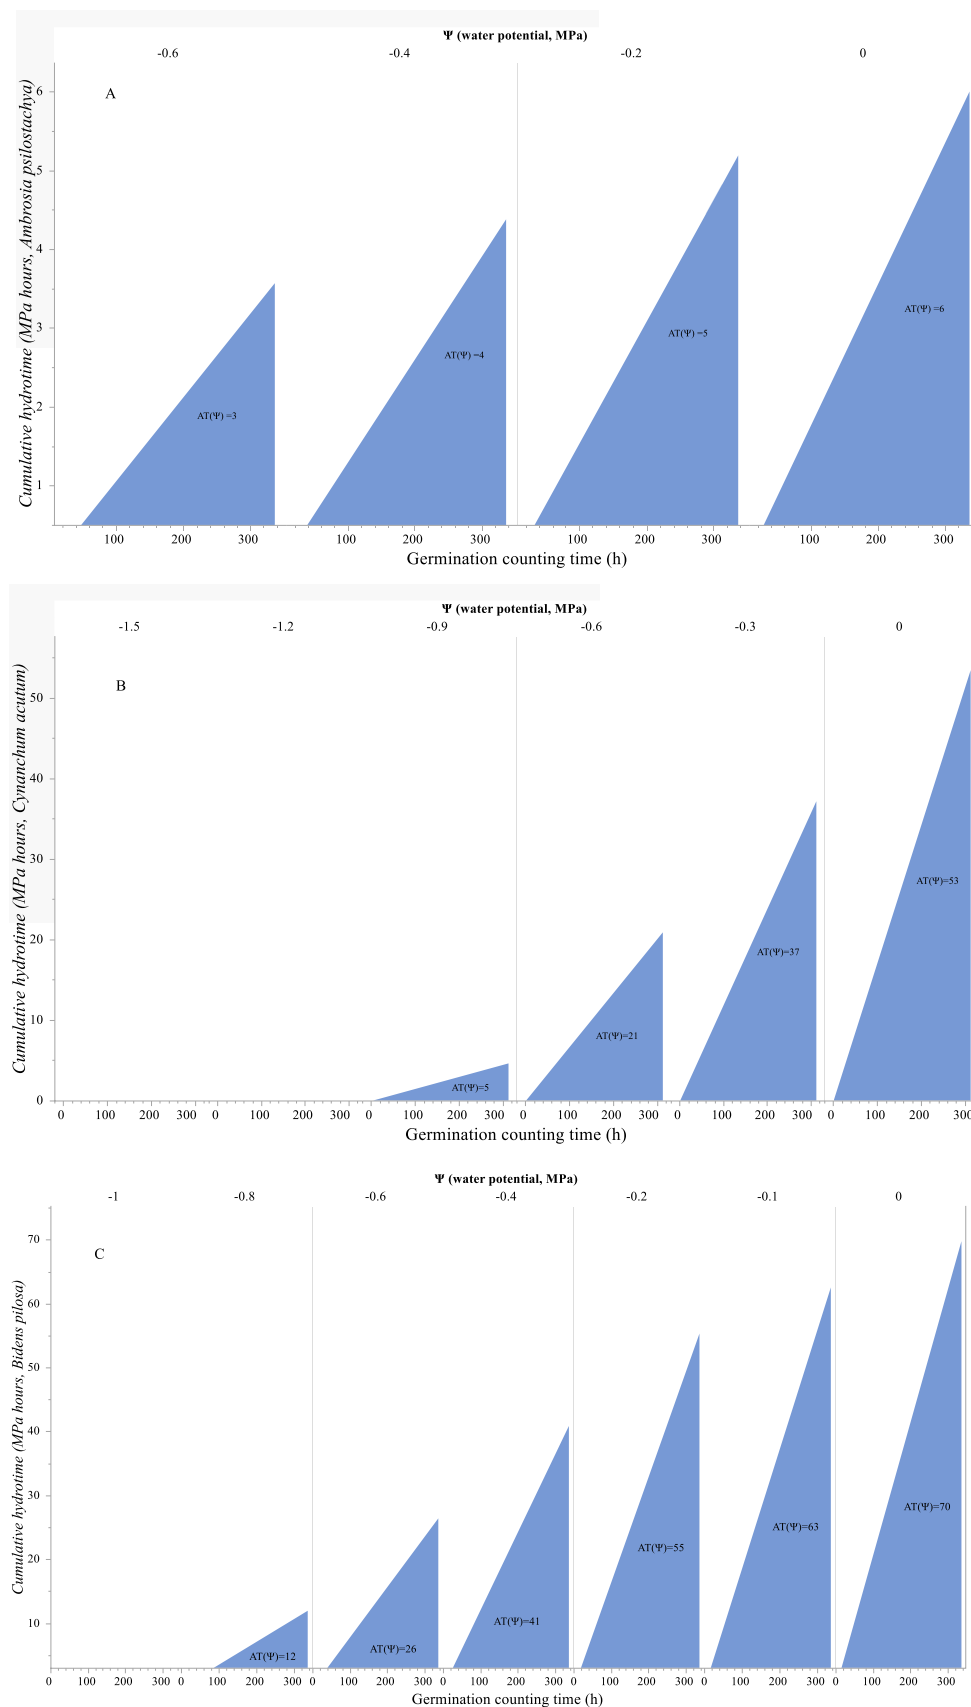 Ψ (water potential, MPa)
-0.6 -0.4 -0.2 0
A
Cumulative hydrotime (MPa hours, Ambrosia psilostachya)
6
5
4
3
2
1
AT(Ψ) =3
AT(Ψ) =4
AT(Ψ) =5
AT(Ψ) =6
100 200 300 100 200 300 100 200 300 100 200 300
Germination counting time (h)
Ψ (water potential, MPa)
-1.5 -1.2 -0.9 -0.6 -0.3 0
B
Cumulative hydrotime (MPa hours, Cynanchum acutum)
50
40
30
20
10
0
AT(Ψ)=5
AT(Ψ)=21
AT(Ψ)=37
AT(Ψ)=53
0 100 200 300 0 100 200 300 0 100 200 300 0 100 200 300 0 100 200 300 0 100 200 300
Germination counting time (h)
Ψ (water potential, MPa)
-1 -0.8 -0.6 -0.4 -0.2 -0.1 0
C
Cumulative hydrotime (MPa hours, Bidens pilosa)
70
60
50
40
30
20
10
AT(Ψ)=12
AT(Ψ)=26
AT(Ψ)=41
AT(Ψ)=55
AT(Ψ)=63
AT(Ψ)=70
0 100 200 300 0 100 200 300 0 100 200 300 0 100 200 300 0 100 200 300 0 100 200 300 0 100 200 300
Germination counting time (h)